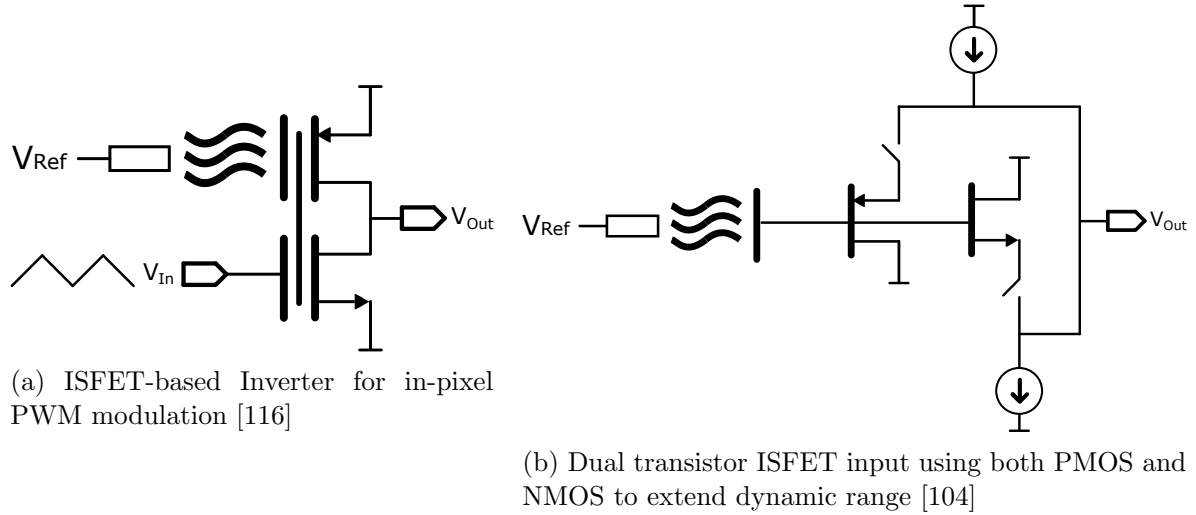 VRef
VOut
VIn
(a) ISFET-based Inverter for in-pixel
PWM modulation [116]
VRef
VOut
(b) Dual transistor ISFET input using both PMOS and
NMOS to extend dynamic range [104]